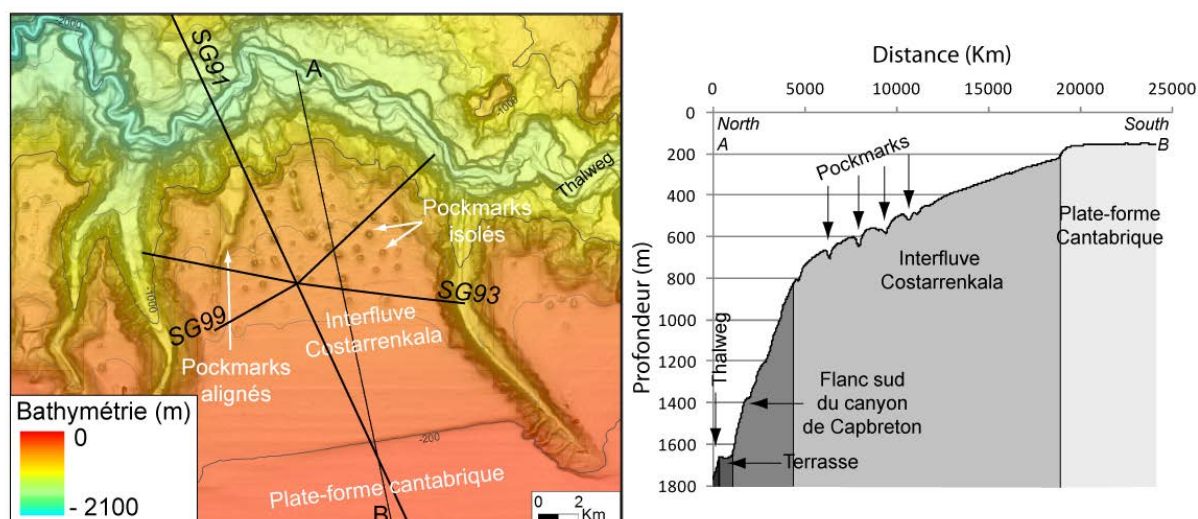 -2000
SG91
A
-1000
Thalweg
Pockmarks
isolés
-1000
SG93
SG99
Interfluve
Costarrenkala
Pockmarks
alignés
Bathymétrie (m)
0
- 2100
-200
Plate-forme cantabrique
B
0 2
Km
Distance (Km)
0 5000 10000 15000 20000 25000
Profondeur (m)
0
200
400
600
800
1000
1200
1400
1600
1800
North
A
South
B
Pockmarks
Plate-forme
Cantabrique
Interfluve
Costarrenkala
Thalweg
Flanc sud
du canyon
de Capbreton
Terrasse